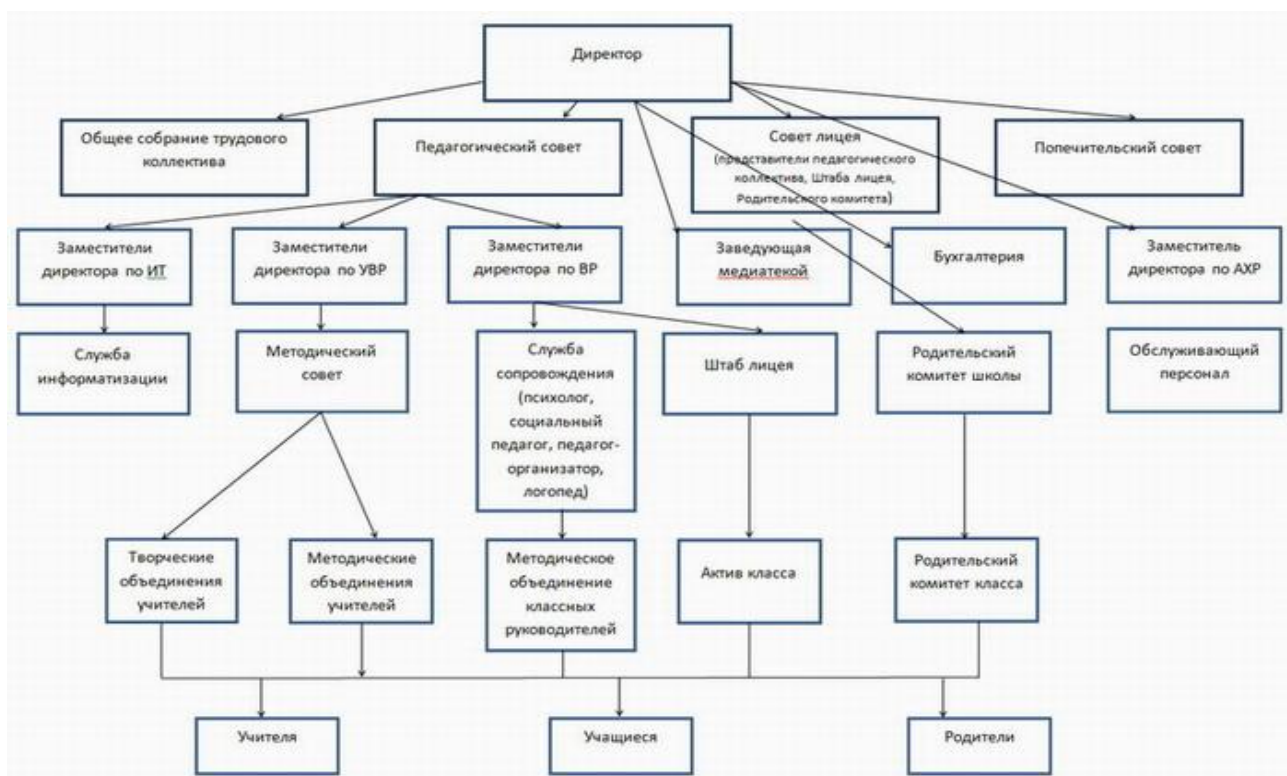 Директор
Общее собрание трудового
коллектива
Педагогический совет
Совет лицея
(представители педагогического
коллектива, Штаба лицея,
Родительского комитета)
Попечительский совет
Заместители
директора по ИТ
Заместители
директора по УВР
Заместители
директора по ВР
Заведующая
медиатекой
Бухгалтерия
Заместитель
директора по АХР
Служба
информатизации
Методический
совет
Служба
сопровождения
(психолог,
социальный
педагог, педагог-
организатор,
логопед)
Штаб лицея
Родительский
комитет школы
Обслуживающий
персонал
Творческие
объединения
учителей
Методические
объединения
учителей
Методическое
объединение
классных
руководителей
Актив класса
Родительский
комитет класса
Учителя
Учащиеся
Родители